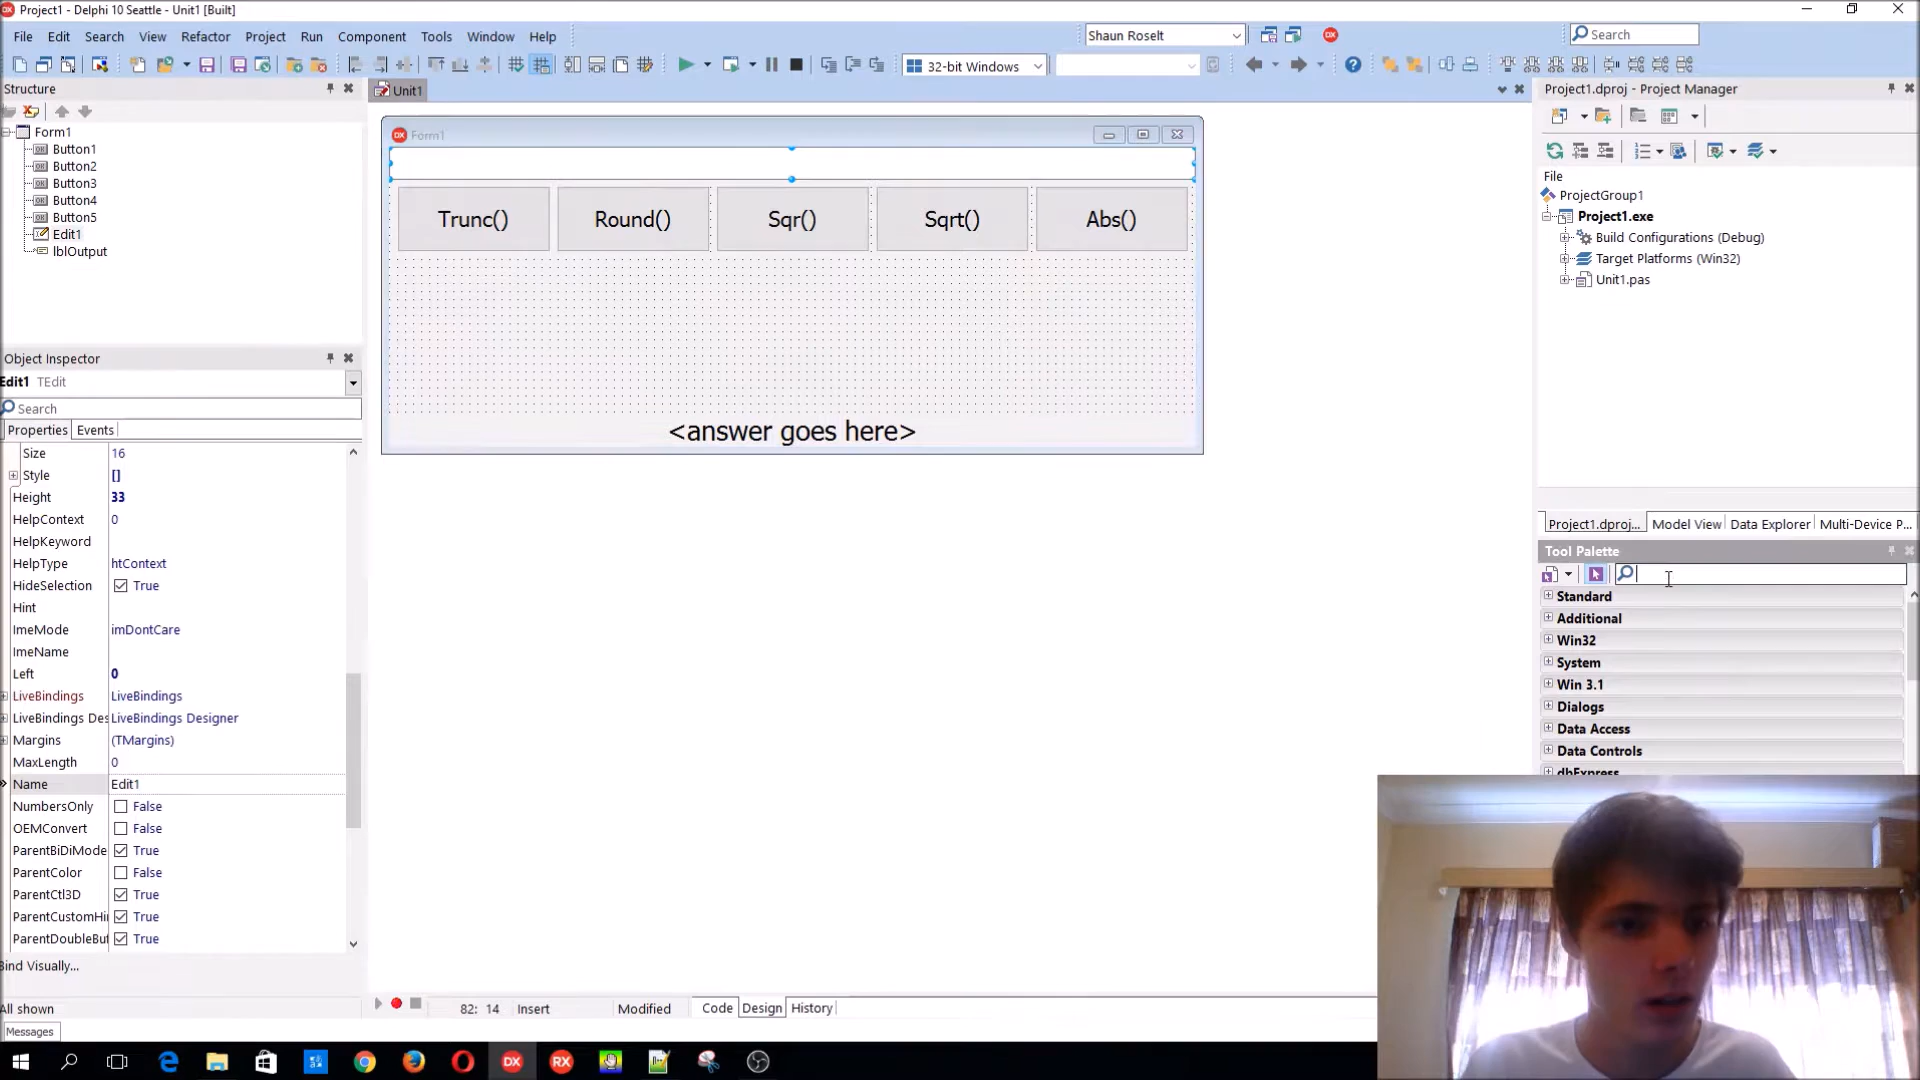 Project1 - Delphi 10 Seattle - Unit1 [Built]
File Edit Search View Refactor Project Run Component Tools Window Help
Shaun Roselt
Search
32-bit Windows
Structure
Form1
Button1
Button2
Button3
Button4
Button5
Edit1
lblOutput
Object Inspector
Edit1 TEdit
Search
Properties Events
Size 16
Style []
Height 33
HelpContext 0
HelpKeyword
HelpType htContext
HideSelection True
Hint
ImeMode imDontCare
ImeName
Left 0
LiveBindings LiveBindings
LiveBindings Des LiveBindings Designer
Margins (TMargins)
MaxLength 0
Name Edit1
NumbersOnly False
OEMConvert False
ParentBiDiMode True
ParentColor False
ParentCtl3D True
ParentCustomHi True
ParentDoubleBuf True
Bind Visually...
All shown
Messages
Unit1
Form1
Trunc() Round() Sqr() Sqrt() Abs()
<answer goes here>
82: 14 Insert Modified Code Design History
Project1.dproj - Project Manager
File
ProjectGroup1
Project1.exe
Build Configurations (Debug)
Target Platforms (Win32)
Unit1.pas
Project1.dproj... Model View Data Explorer Multi-Device P...
Tool Palette
Standard
Additional
Win32
System
Win 3.1
Dialogs
Data Access
Data Controls
dbExpress